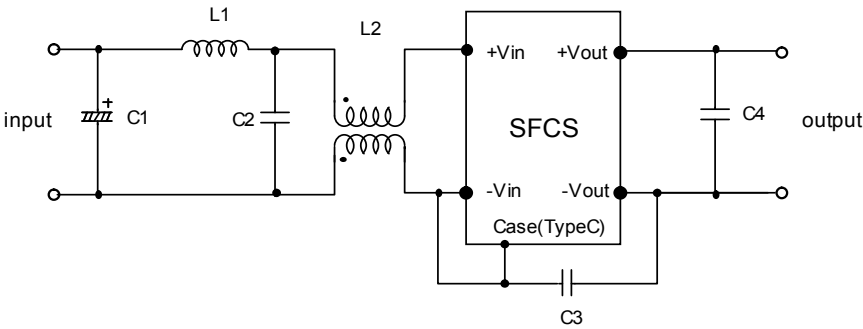 L1
L2
+Vin
+Vout
+
input
C1
C2
SFCS
C4
output
-Vin
-Vout
Case(TypeC)
C3